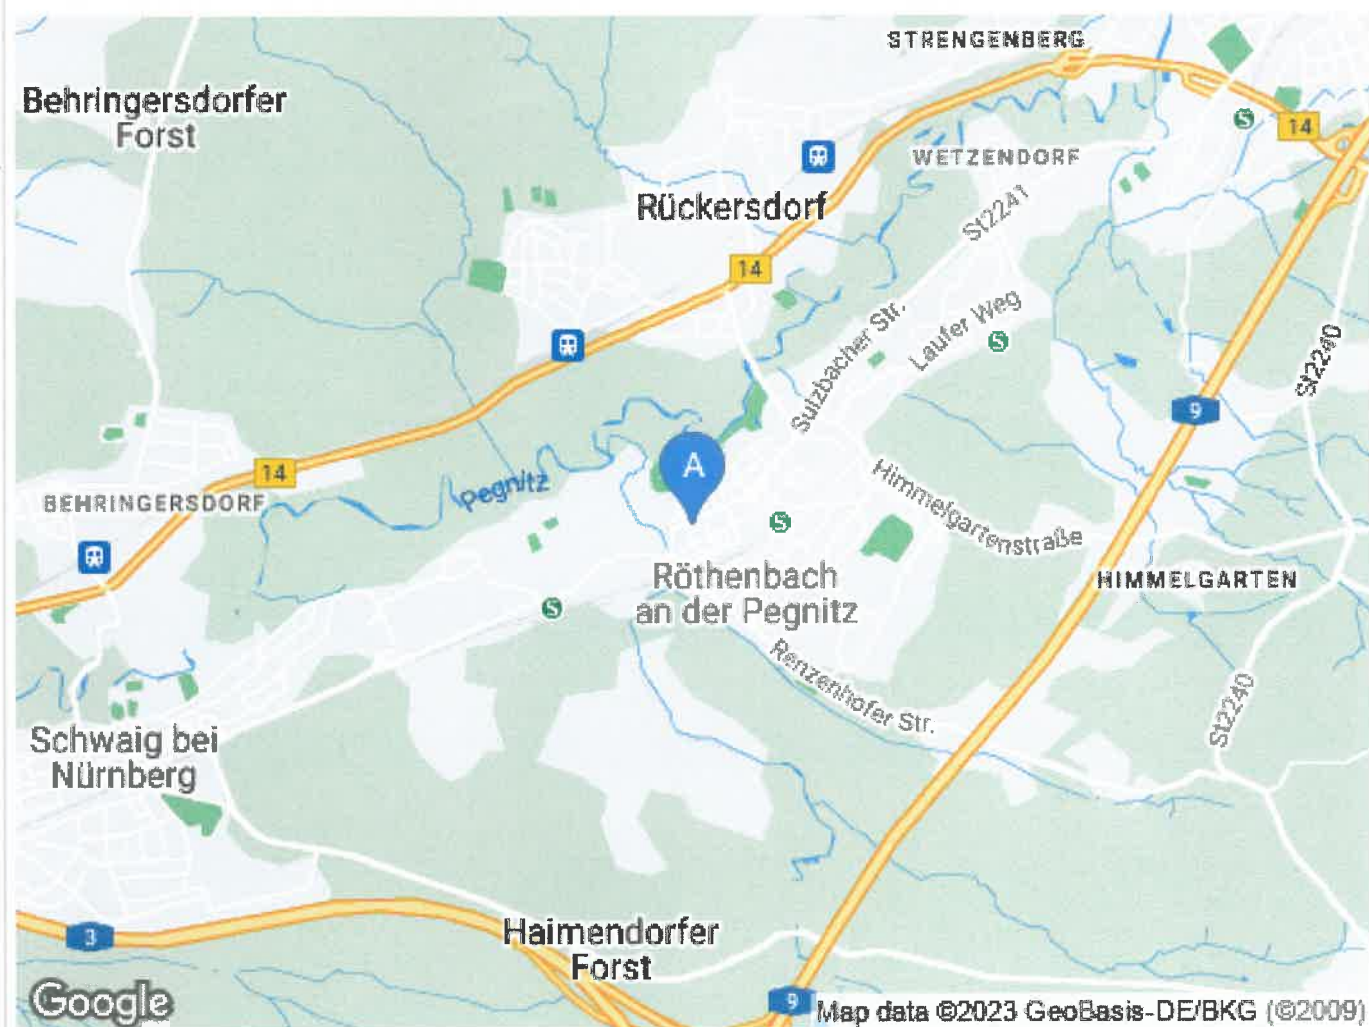 STRENGENBERG
Behringersdorfer
Forst
S
14
WETZENDORF
Rückersdorf
St2241
14
Sulzbacher Str.
Laufer Weg
S
St2240
9
A
14
Pegnitz
BEHRINGERSDORF
Himmelgartenstraße
S
Röthenbach
an der Pegnitz
HIMMELGARTEN
S
Renzenhofer Str.
St2240
Schwaig bei
Nürnberg
Haimendorfer
Forst
3
9
Google
Map data ©2023 GeoBasis-DE/BKG (©2009)